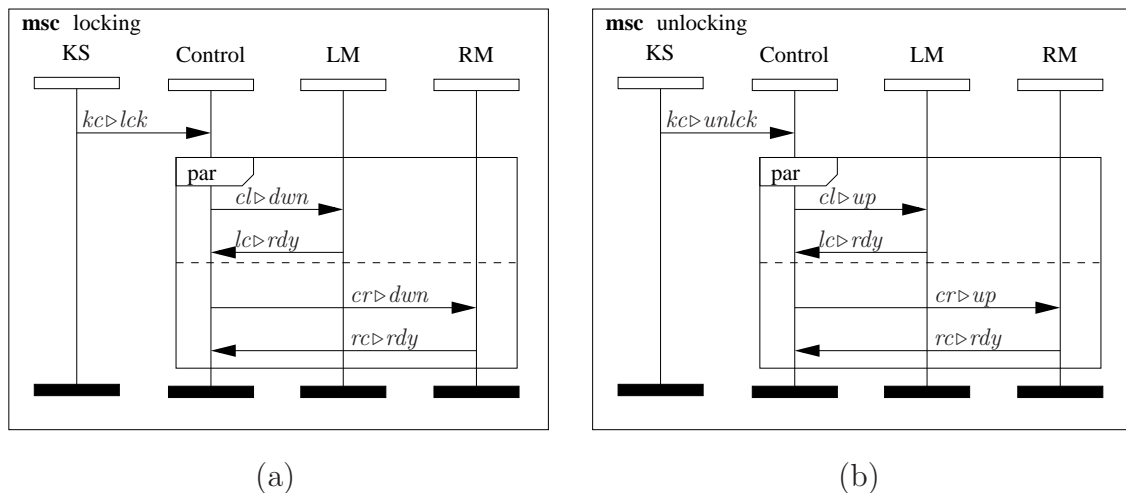 msc locking
KS Control LM RM
kc▷lck
par
cl▷dwn
lc▷rdy
cr▷dwn
rc▷rdy
(a)
msc unlocking
KS Control LM RM
kc▷unlck
par
cl▷up
lc▷rdy
cr▷up
rc▷rdy
(b)